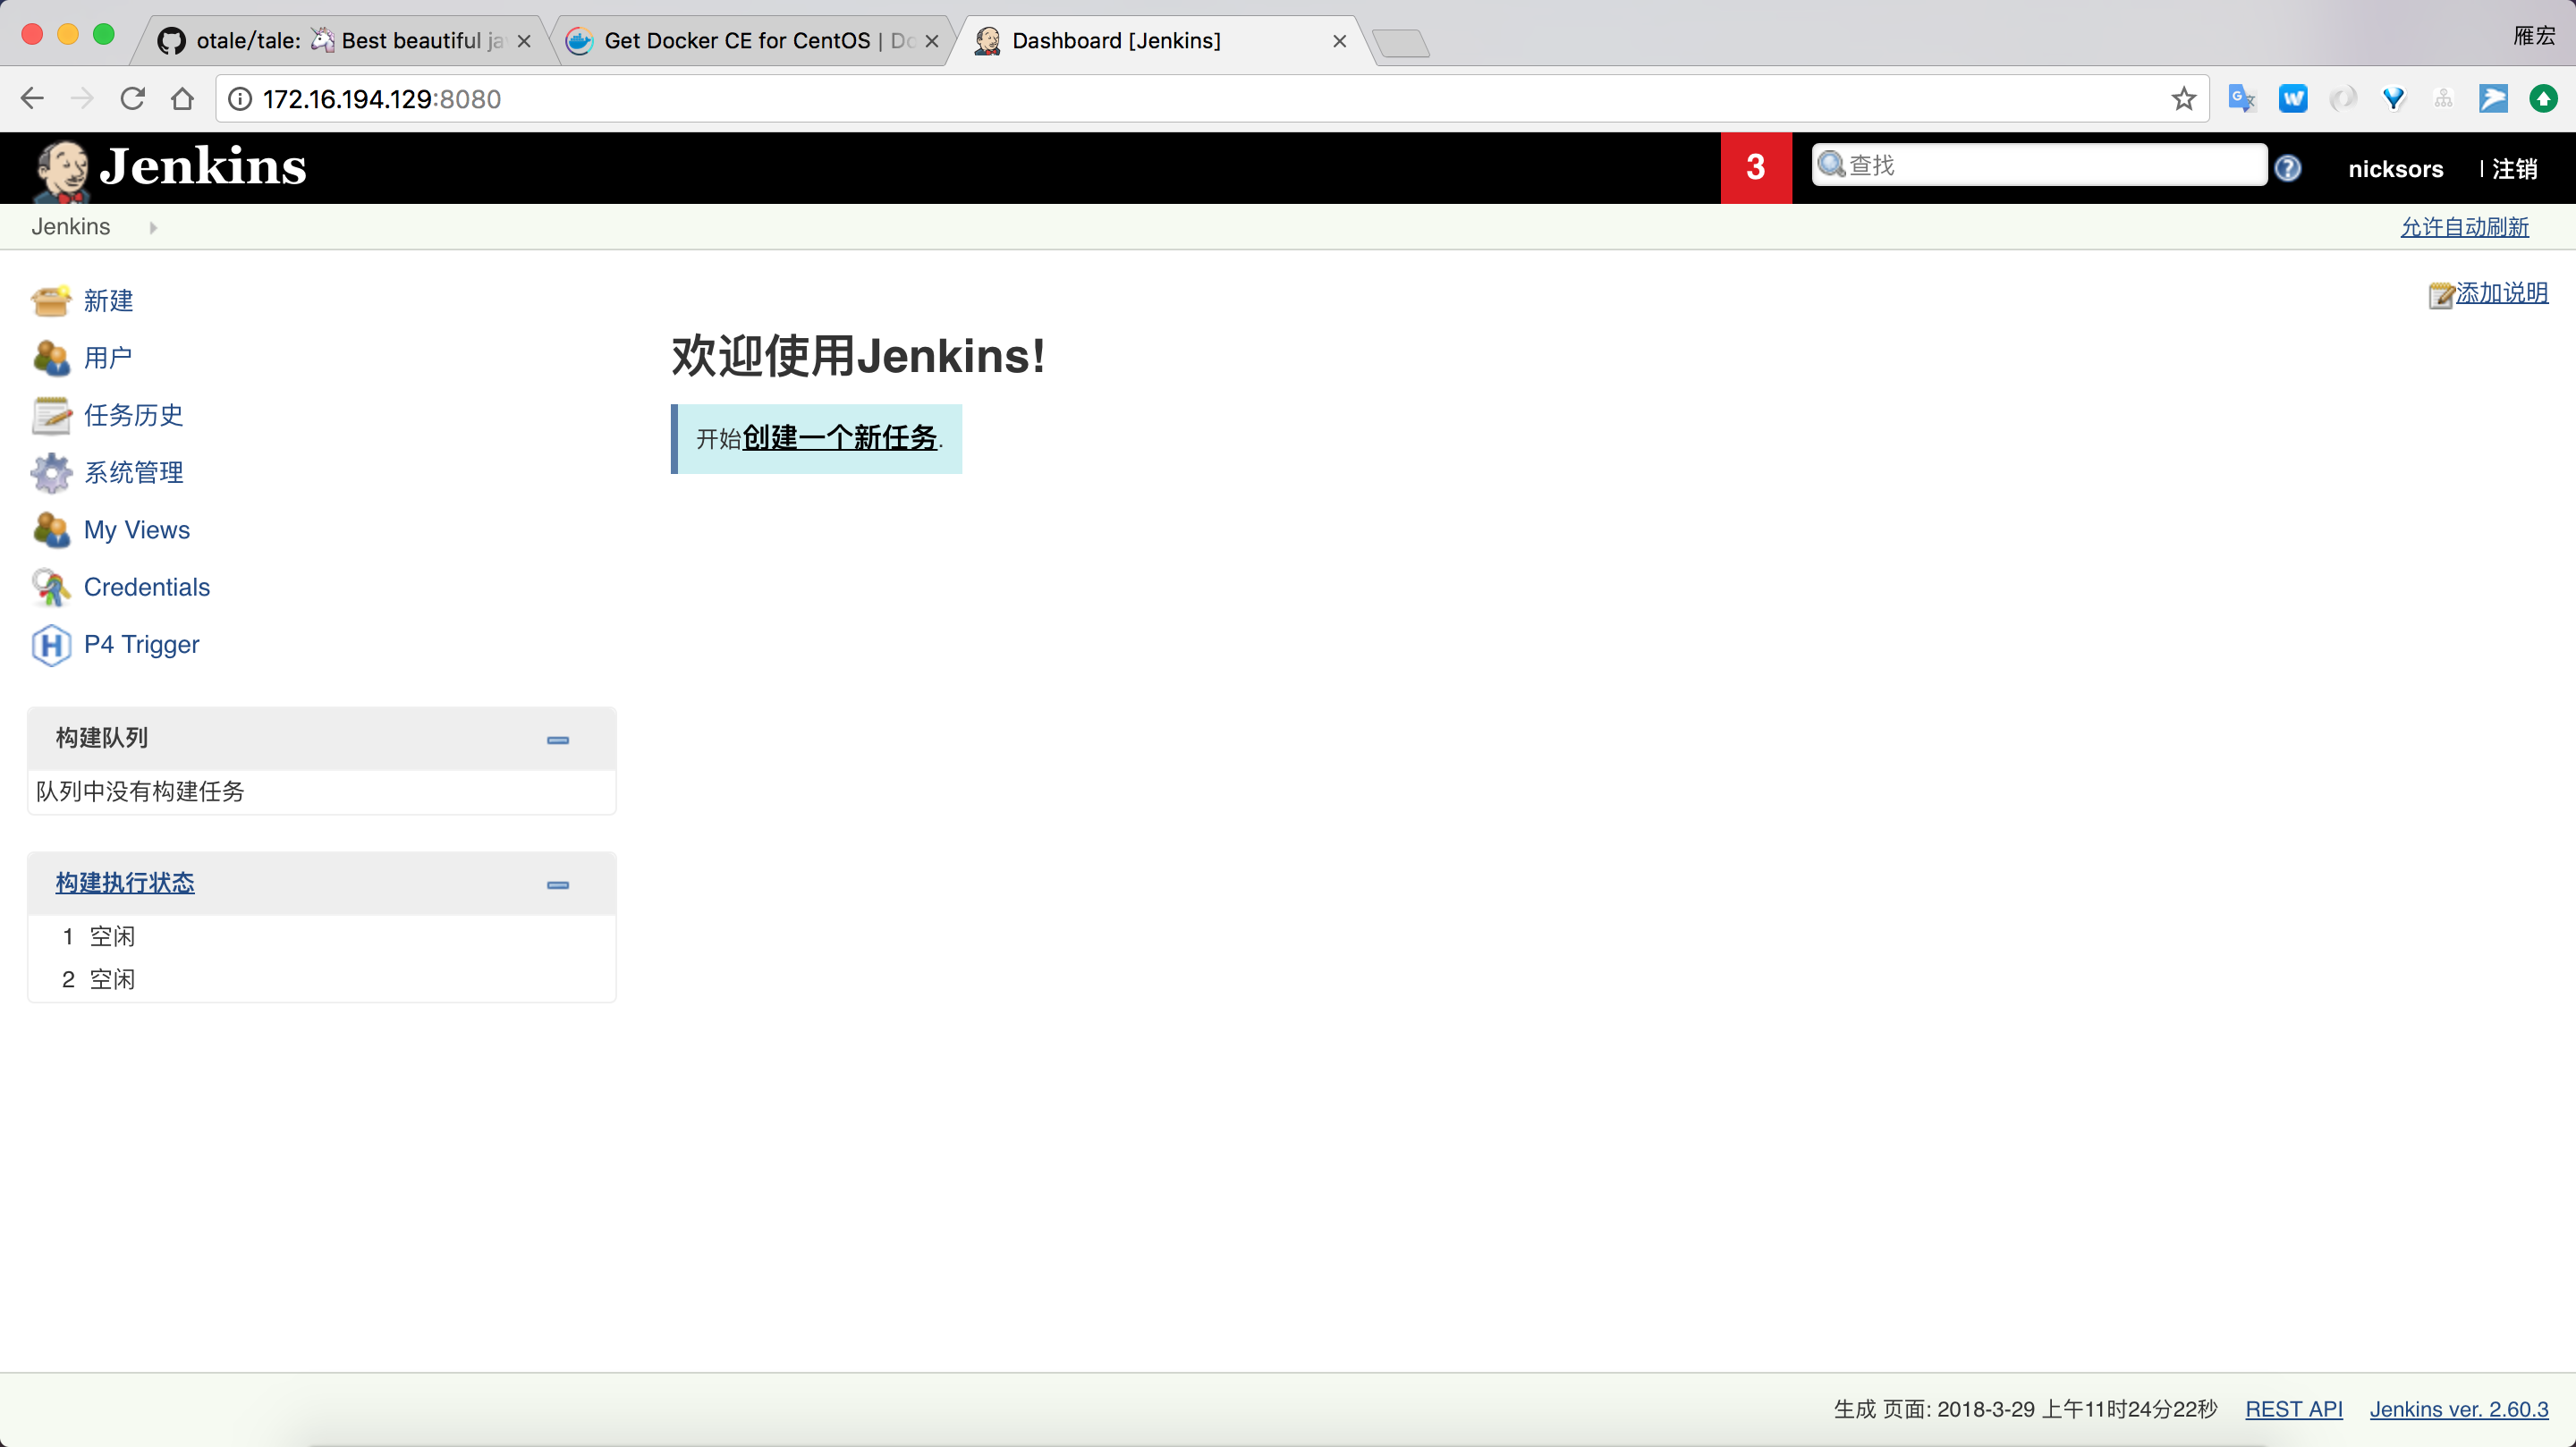 otale/tale: 🦄 Best beautiful ja
Get Docker CE for CentOS | Do
Dashboard [Jenkins]
雁宏
172.16.194.129:8080
Jenkins
3
查找
nicksors
| 注销
Jenkins
允许自动刷新
新建
添加说明
用户
任务历史
系统管理
My Views
Credentials
P4 Trigger
欢迎使用Jenkins!
开始创建一个新任务.
构建队列
队列中没有构建任务
构建执行状态
1 空闲
2 空闲
生成 页面: 2018-3-29 上午11时24分22秒 REST API Jenkins ver. 2.60.3